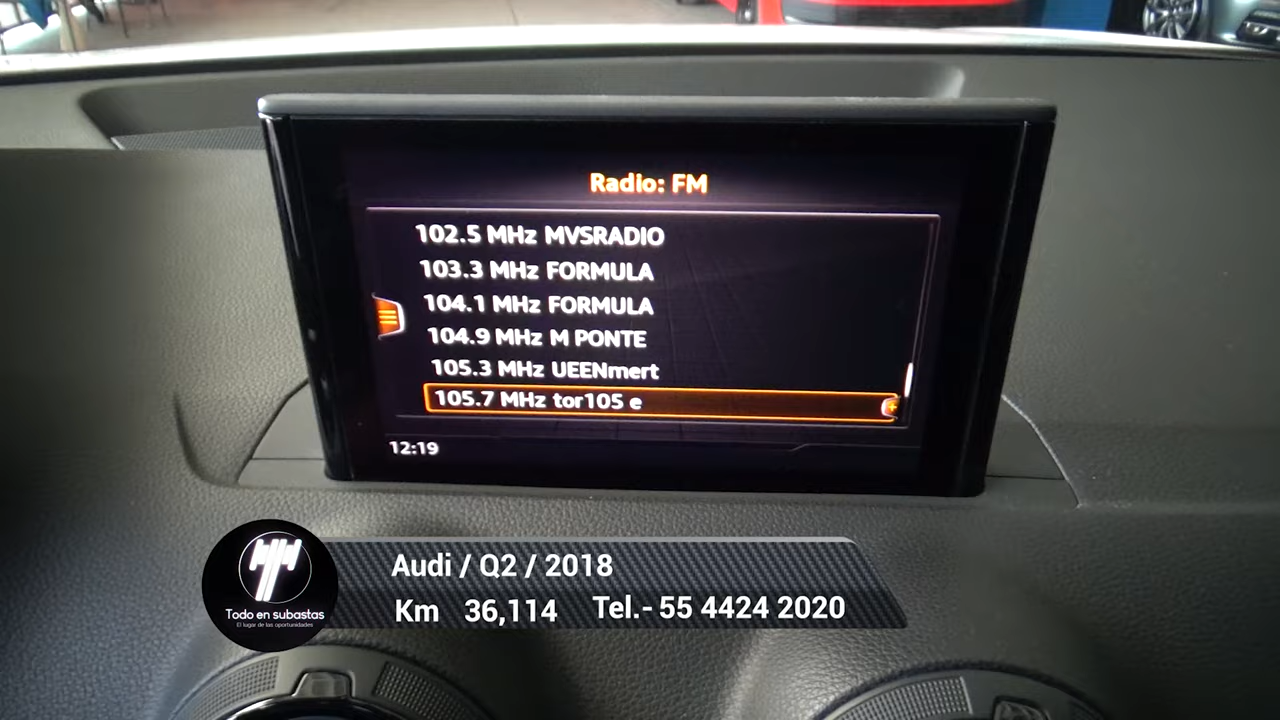 Radio: FM
102.5 MHz MVSRADIO
103.3 MHz FORMULA
104.1 MHz FORMULA
104.9 MHz M PONTE
105.3 MHz UEENmert
105.7 MHz tor105 e
12:19
Audi / Q2 / 2018
Km 36,114 Tel.- 55 4424 2020
Todo en subastas
El lugar de las oportunidades